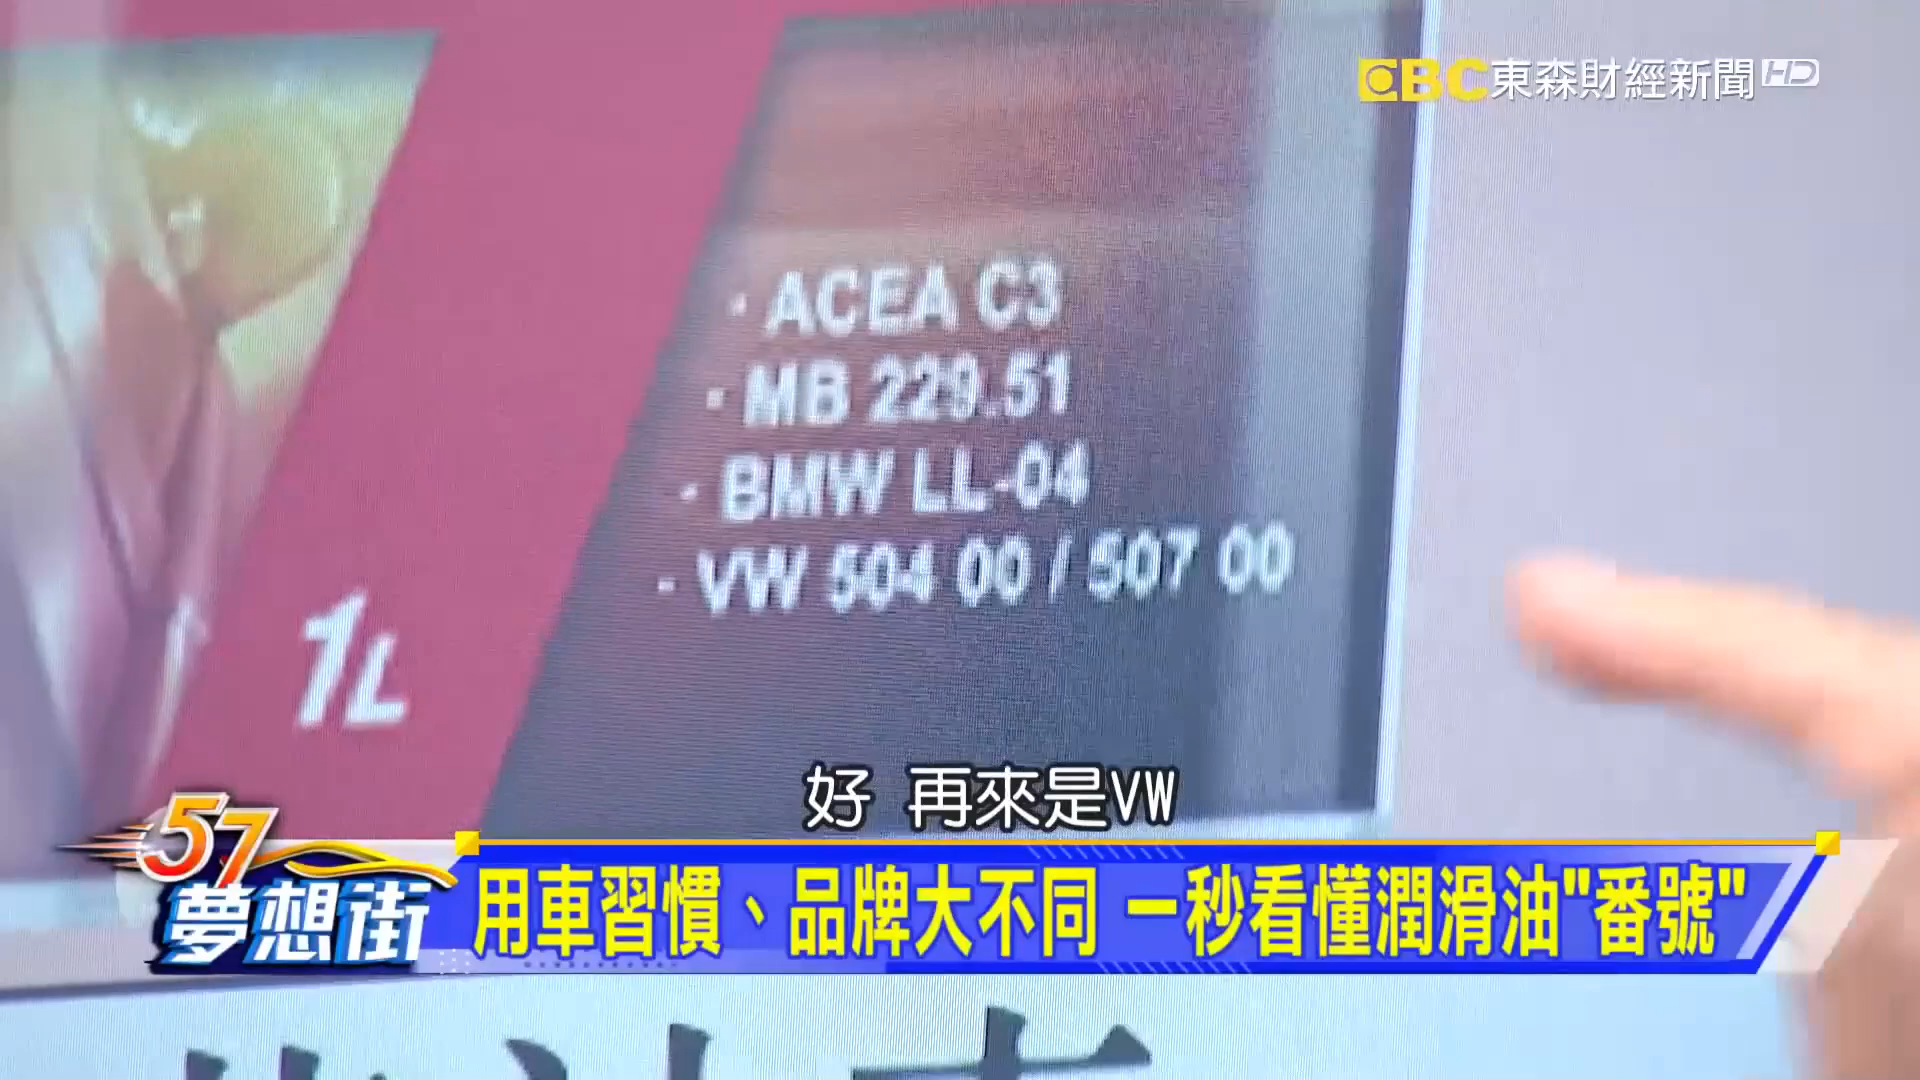 EBC東森財經新聞HD
· ACEA C3
· MB 229.51
· BMW LL-04
· VW 504 00 / 507 00
1L
好 再來是VW
57夢想街
用車習慣、品牌大不同 一秒看懂潤滑油"番號"